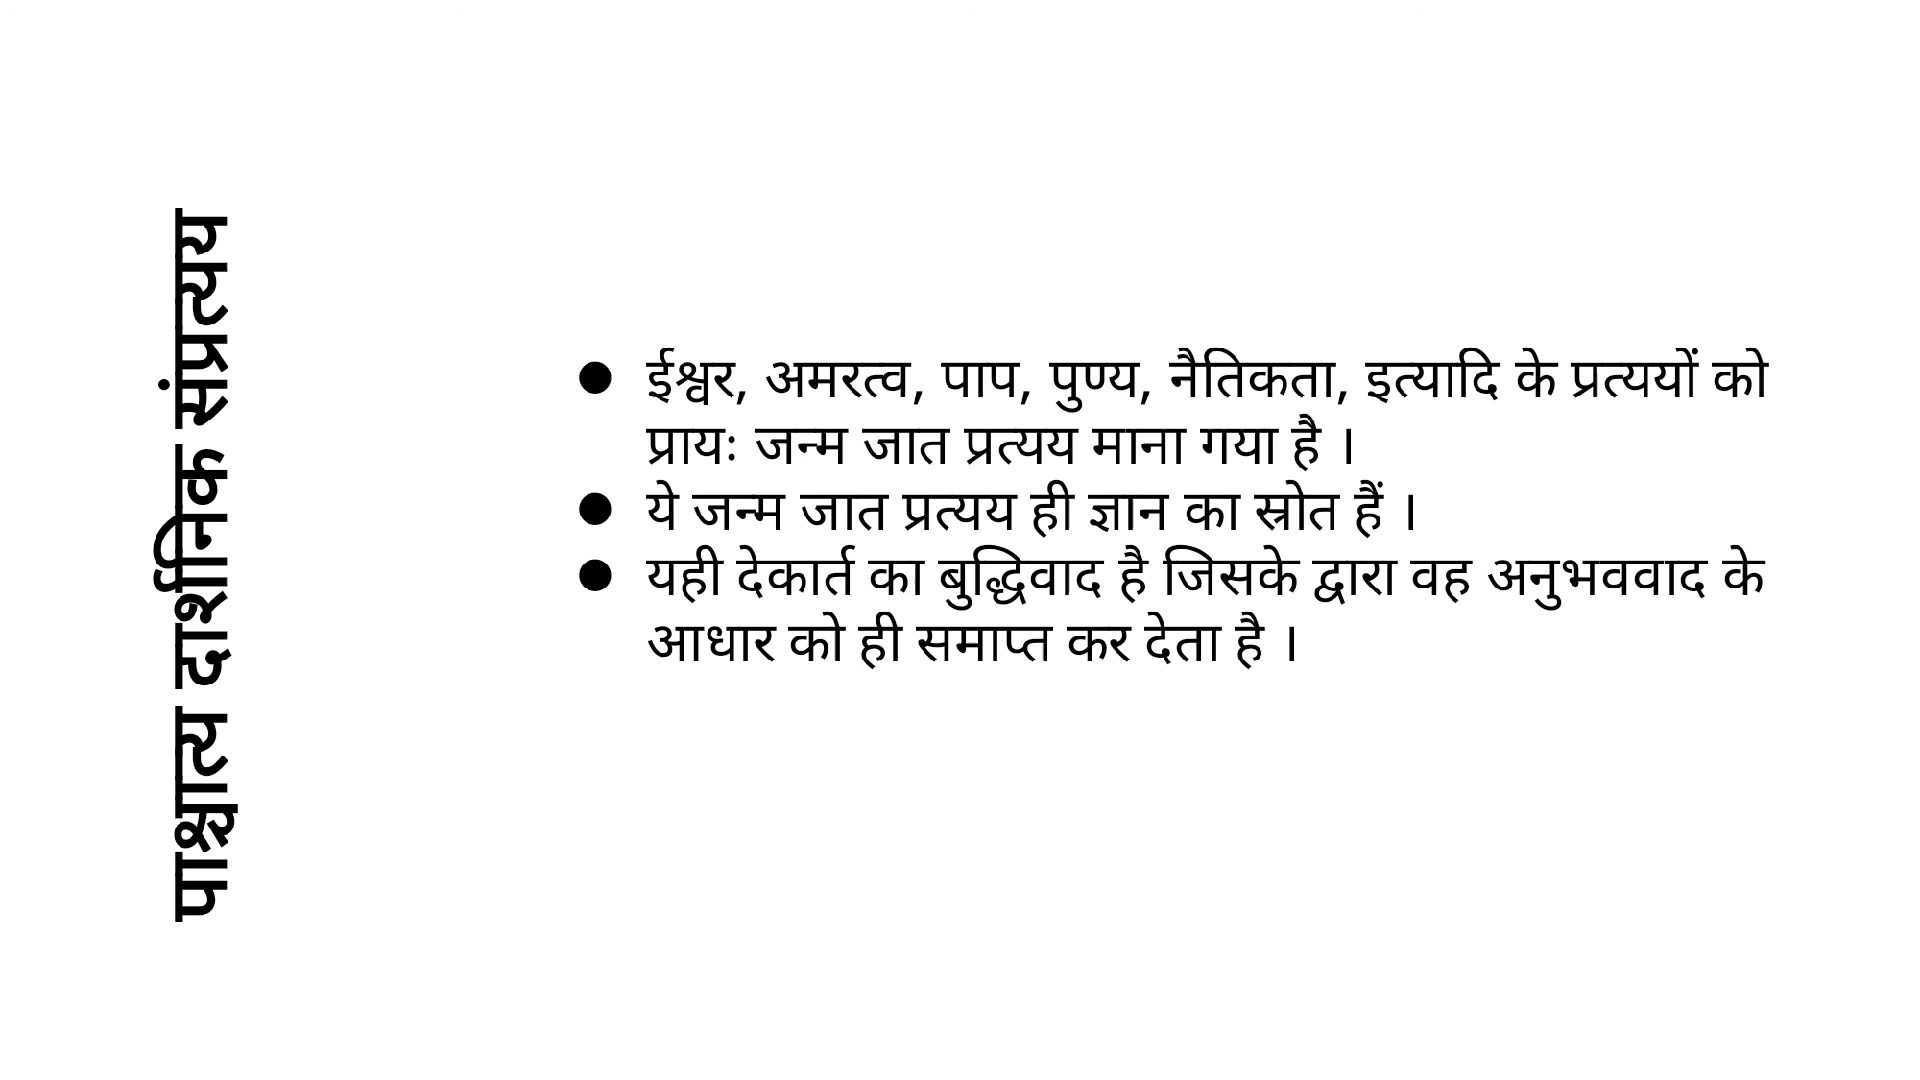 पाश्चात्य दार्शनिक संप्रत्यय
● ईश्वर, अमरत्व, पाप, पुण्य, नैतिकता, इत्यादि के प्रत्ययों को
प्रायः जन्म जात प्रत्यय माना गया है ।
● ये जन्म जात प्रत्यय ही ज्ञान का स्रोत हैं ।
● यही देकार्त का बुद्धिवाद है जिसके द्वारा वह अनुभववाद के
आधार को ही समाप्त कर देता है ।